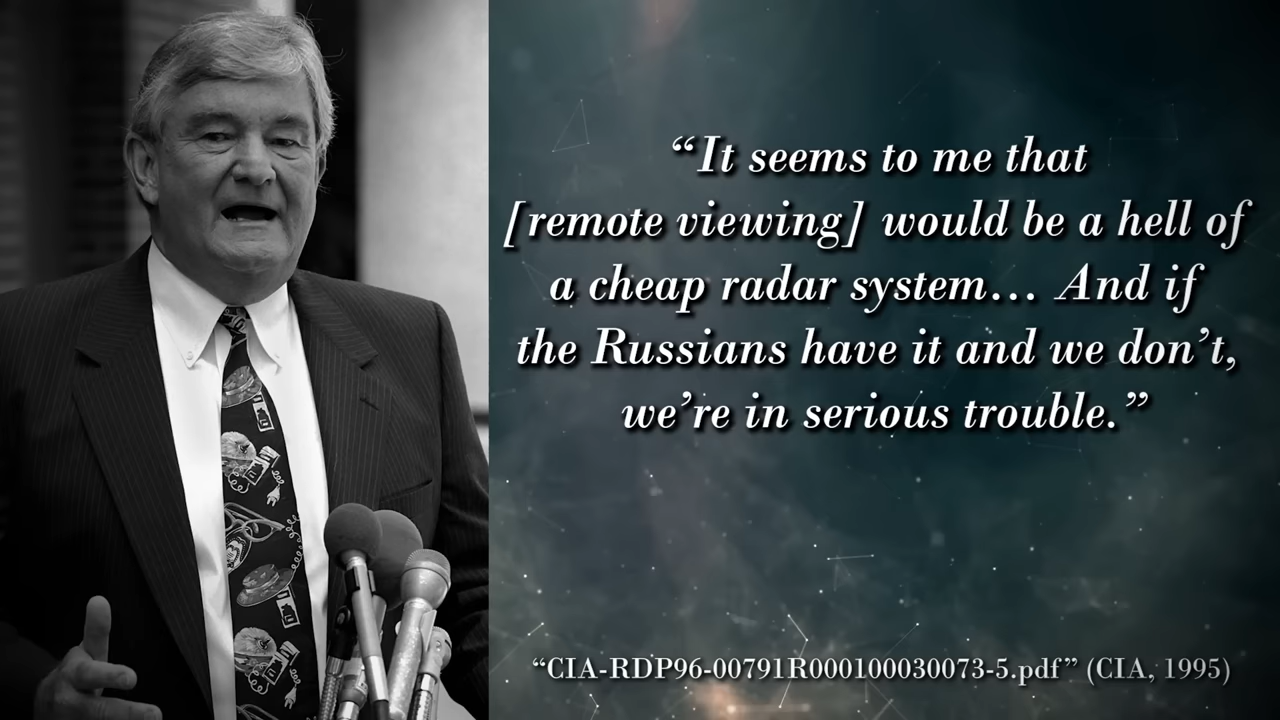 “It seems to me that
[remote viewing] would be a hell of
a cheap radar system… And if
the Russians have it and we don’t,
we’re in serious trouble.”
“CIA-RDP96-00791R000100030073-5.pdf” (CIA, 1995)